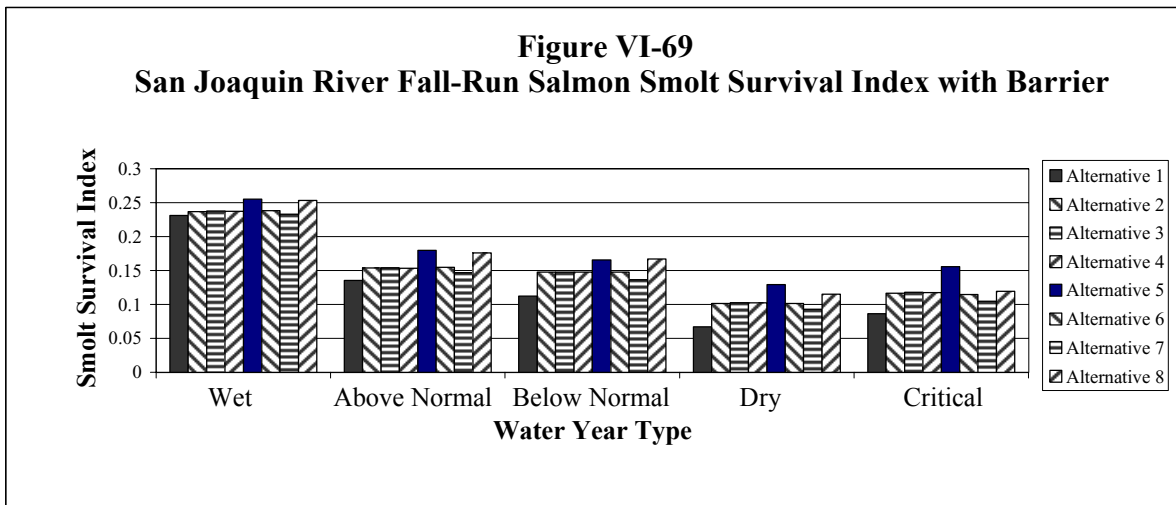 Figure VI-69
San Joaquin River Fall-Run Salmon Smolt Survival Index with Barrier
Smolt Survival Index
0.3
0.25
0.2
0.15
0.1
0.05
0
Wet
Above Normal
Below Normal
Dry
Critical
Water Year Type
Alternative 1
Alternative 2
Alternative 3
Alternative 4
Alternative 5
Alternative 6
Alternative 7
Alternative 8